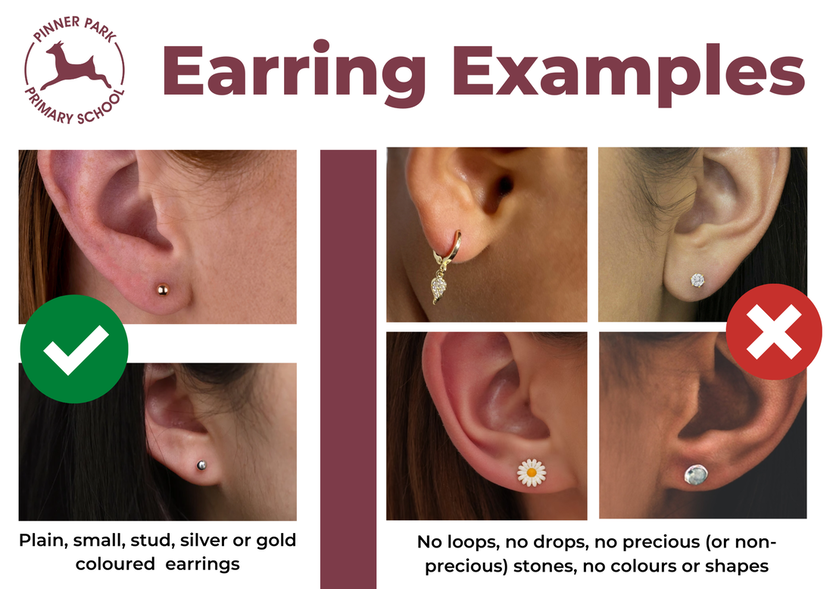 PINNER PARK
PRIMARY SCHOOL
Earring Examples
Plain, small, stud, silver or gold
coloured earrings
No loops, no drops, no precious (or non-
precious) stones, no colours or shapes